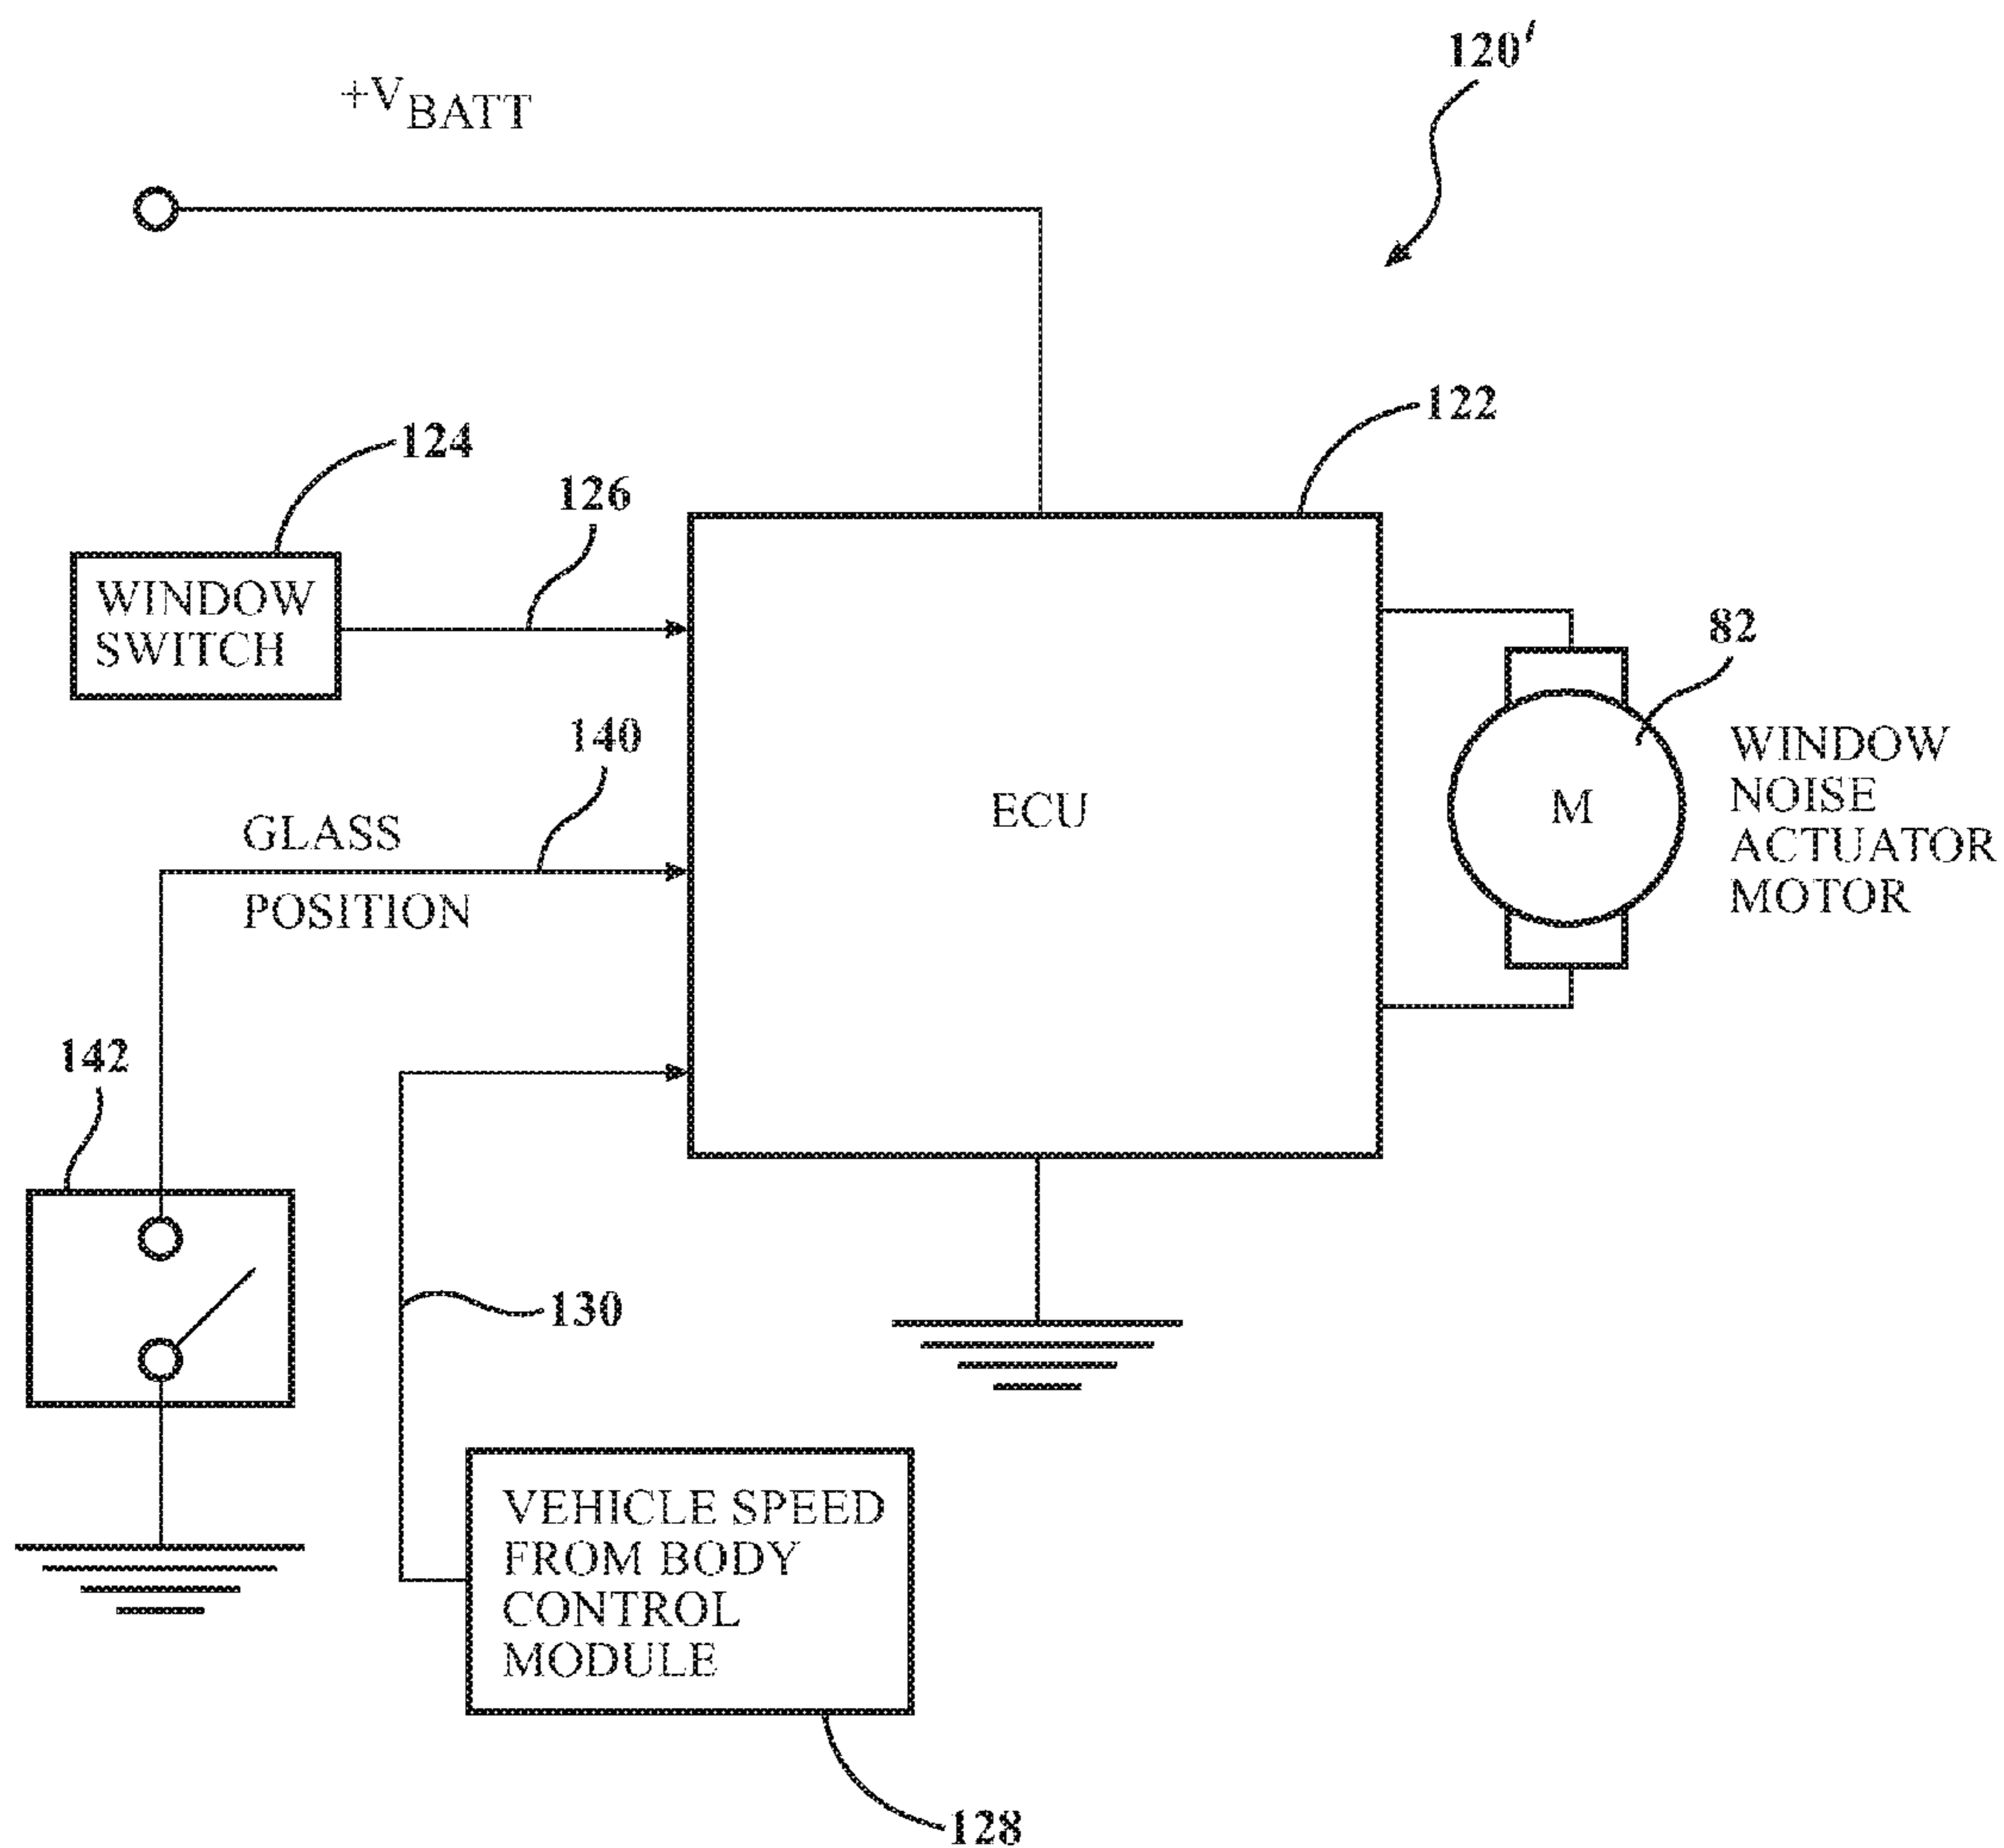 120'
+VBATT
122
124
126
WINDOW
SWITCH
82
140
GLASS
POSITION
ECU
M
WINDOW
NOISE
ACTUATOR
MOTOR
142
130
VEHICLE SPEED
FROM BODY
CONTROL
MODULE
128